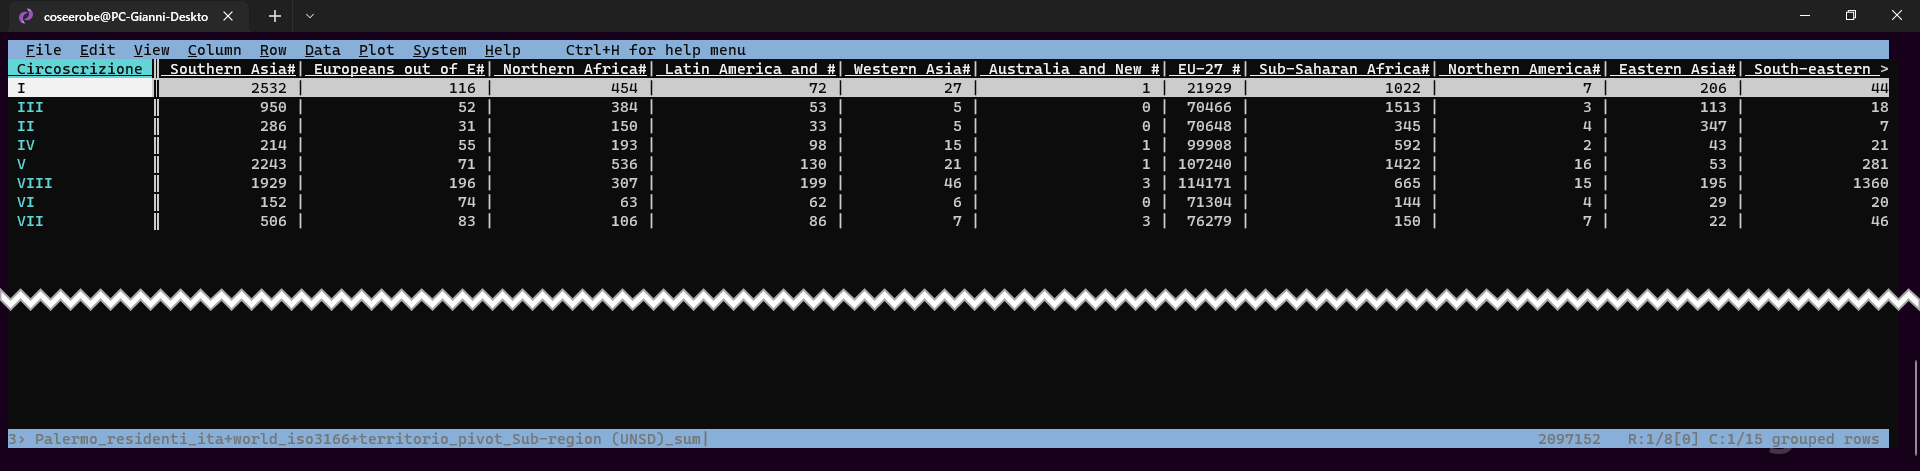 coseerobe@PC-Gianni-Deskto
File Edit View Column Row Data Plot System Help Ctrl+H for help menu
Circoscrizione‖ Southern Asia#| Europeans out of E#| Northern Africa#| Latin America and #| Western Asia#| Australia and New #| EU-27 #| Sub-Saharan Africa#| Northern America#| Eastern Asia#| South-eastern >
I ‖ 2532 | 116 | 454 | 72 | 27 | 1 | 21929 | 1022 | 7 | 206 | 44
III ‖ 950 | 52 | 384 | 53 | 5 | 0 | 70466 | 1513 | 3 | 113 | 18
II ‖ 286 | 31 | 150 | 33 | 5 | 0 | 70648 | 345 | 4 | 347 | 7
IV ‖ 214 | 55 | 193 | 98 | 15 | 1 | 99908 | 592 | 2 | 43 | 21
V ‖ 2243 | 71 | 536 | 130 | 21 | 1 | 107240 | 1422 | 16 | 53 | 281
VIII ‖ 1929 | 196 | 307 | 199 | 46 | 3 | 114171 | 665 | 15 | 195 | 1360
VI ‖ 152 | 74 | 63 | 62 | 6 | 0 | 71304 | 144 | 4 | 29 | 20
VII ‖ 506 | 83 | 106 | 86 | 7 | 3 | 76279 | 150 | 7 | 22 | 46
3› Palermo_residenti_ita+world_iso3166+territorio_pivot_Sub-region (UNSD)_sum| 2097152 R:1/8[0] C:1/15 grouped rows